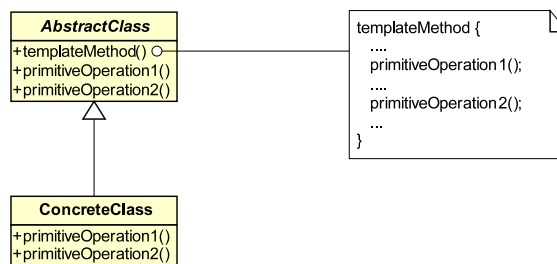 AbstractClass
+templateMethod()
+primitiveOperation1()
+primitiveOperation2()
templateMethod {
....
primitiveOperation1();
....
primitiveOperation2();
...
}
ConcreteClass
+primitiveOperation1()
+primitiveOperation2()